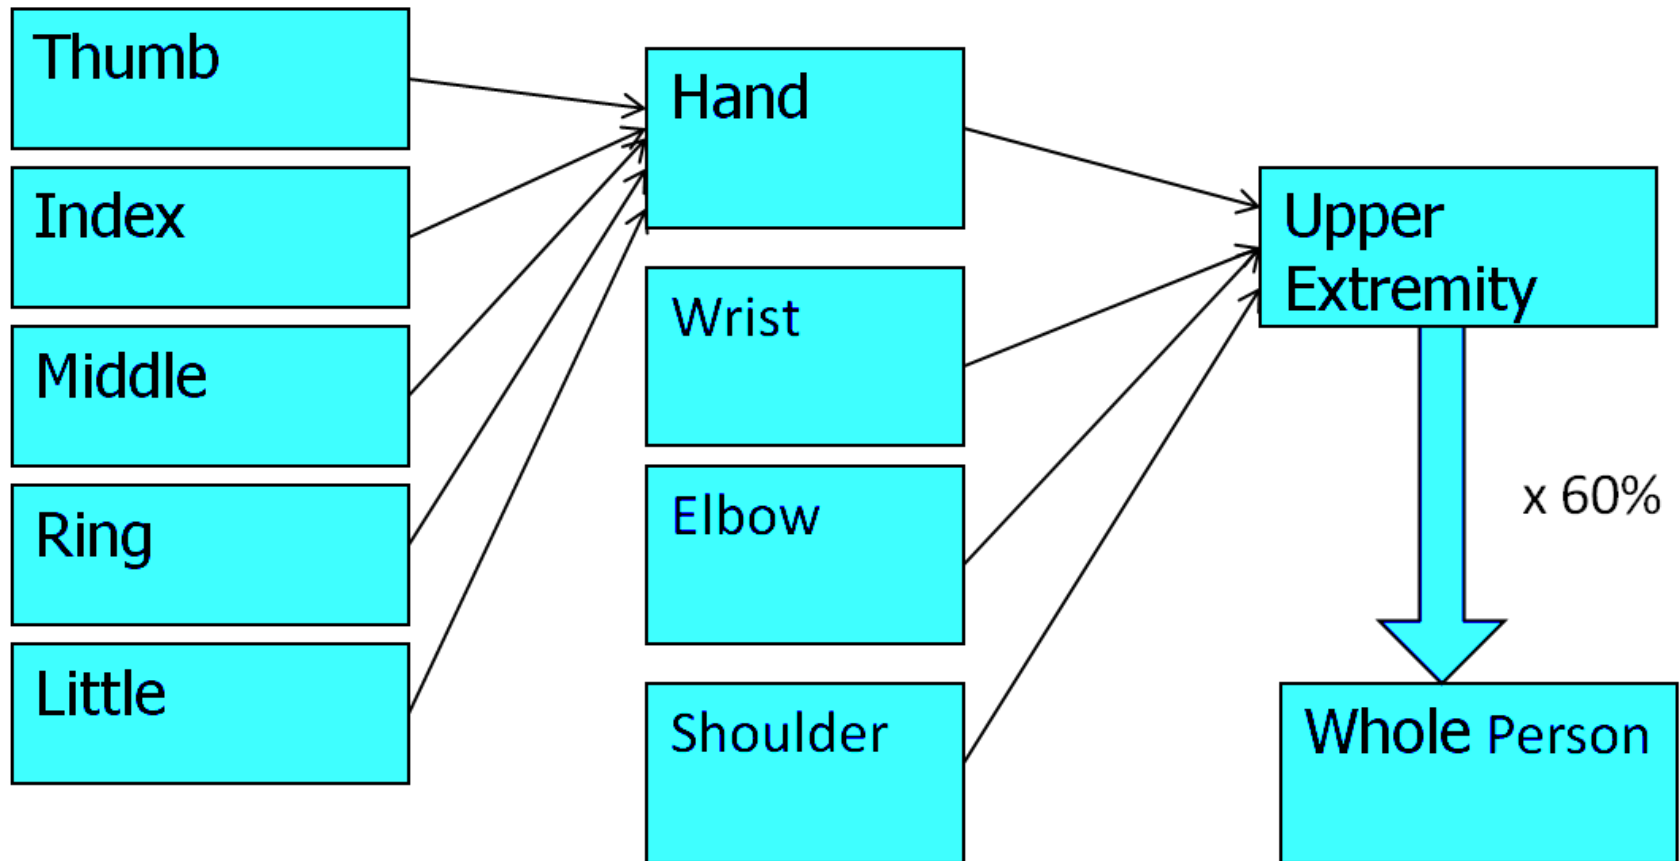 Thumb
Index
Middle
Ring
Little
Hand
Wrist
Elbow
Shoulder
Upper
Extremity
x 60%
Whole Person